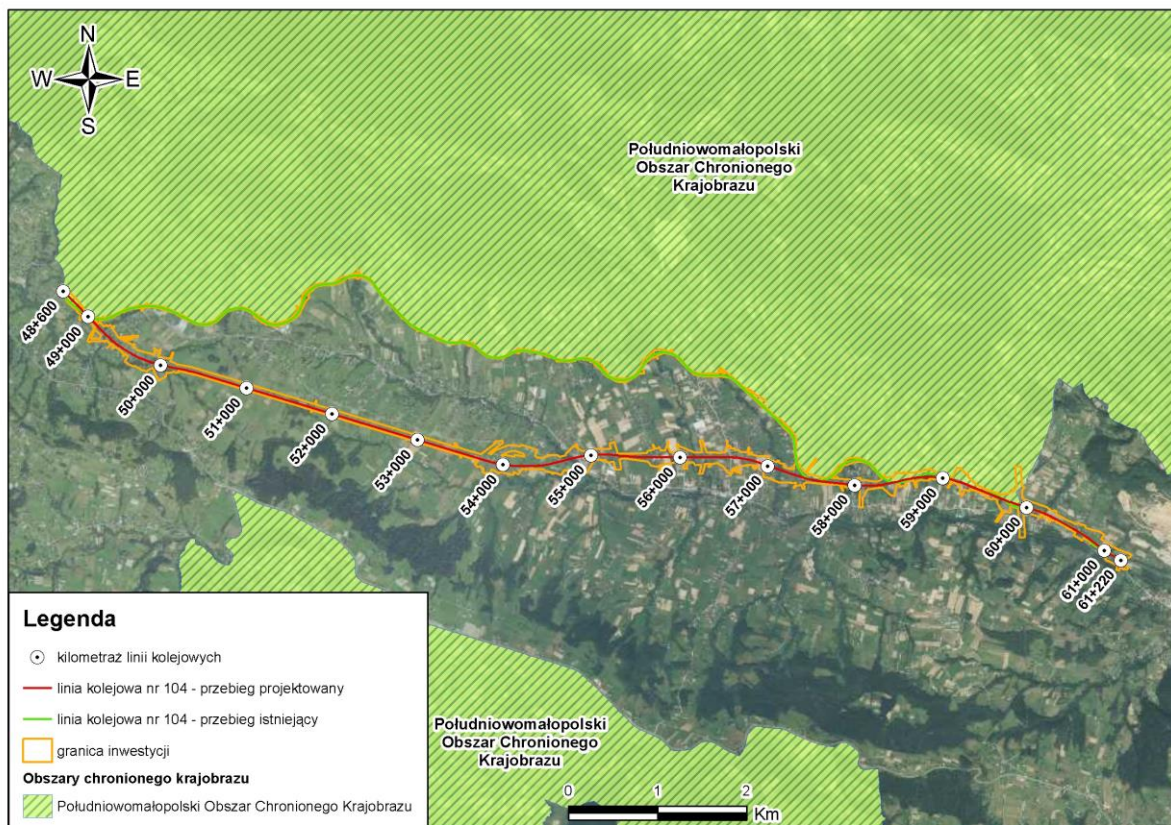 N
W E
S
Południowomałopolski
Obszar Chronionego
Krajobrazu
48+600
49+000
50+000
51+000
52+000
53+000
54+000
55+000
56+000
57+000
58+000
59+000
60+000
61+000
61+220
Legenda
kilometraż linii kolejowych
linia kolejowa nr 104 - przebieg projektowany
linia kolejowa nr 104 - przebieg istniejący
granica inwestycji
Obszary chronionego krajobrazu
Południowomałopolski Obszar Chronionego Krajobrazu
Południowomałopolski
Obszar Chronionego
Krajobrazu
0 1 2
Km